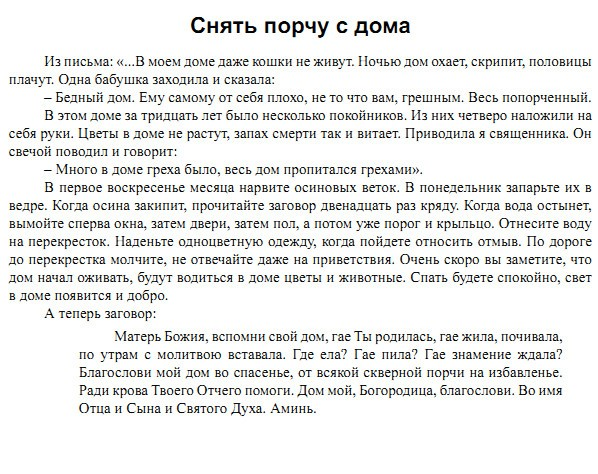 Снять порчу с дома
Из письма: «...В моем доме даже кошки не живут. Ночью дом охает, скрипит, половицы
плачут. Одна бабушка заходила и сказала:
– Бедный дом. Ему самому от себя плохо, не то что вам, грешным. Весь попорченный.
В этом доме за тридцать лет было несколько покойников. Из них четверо наложили на
себя руки. Цветы в доме не растут, запах смерти так и витает. Приводила я священника. Он
свечой поводил и говорит:
– Много в доме греха было, весь дом пропитался грехами».
В первое воскресенье месяца нарвите осиновых веток. В понедельник запарьте их в
ведре. Когда осина закипит, прочитайте заговор двенадцать раз кряду. Когда вода остынет,
вымойте сперва окна, затем двери, затем пол, а потом уже порог и крыльцо. Отнесите воду
на перекресток. Наденьте одноцветную одежду, когда пойдете относить отмыв. По дороге
до перекрестка молчите, не отвечайте даже на приветствия. Очень скоро вы заметите, что
дом начал оживать, будут водиться в доме цветы и животные. Спать будете спокойно, свет
в доме появится и добро.
А теперь заговор:
Матерь Божия, вспомни свой дом, гае Ты родилась, гае жила, почивала,
по утрам с молитвою вставала. Где ела? Гае пила? Гае знамение ждала?
Благослови мой дом во спасенье, от всякой скверной порчи на избавленье.
Ради крова Твоего Отчего помоги. Дом мой, Богородица, благослови. Во имя
Отца и Сына и Святого Духа. Аминь.